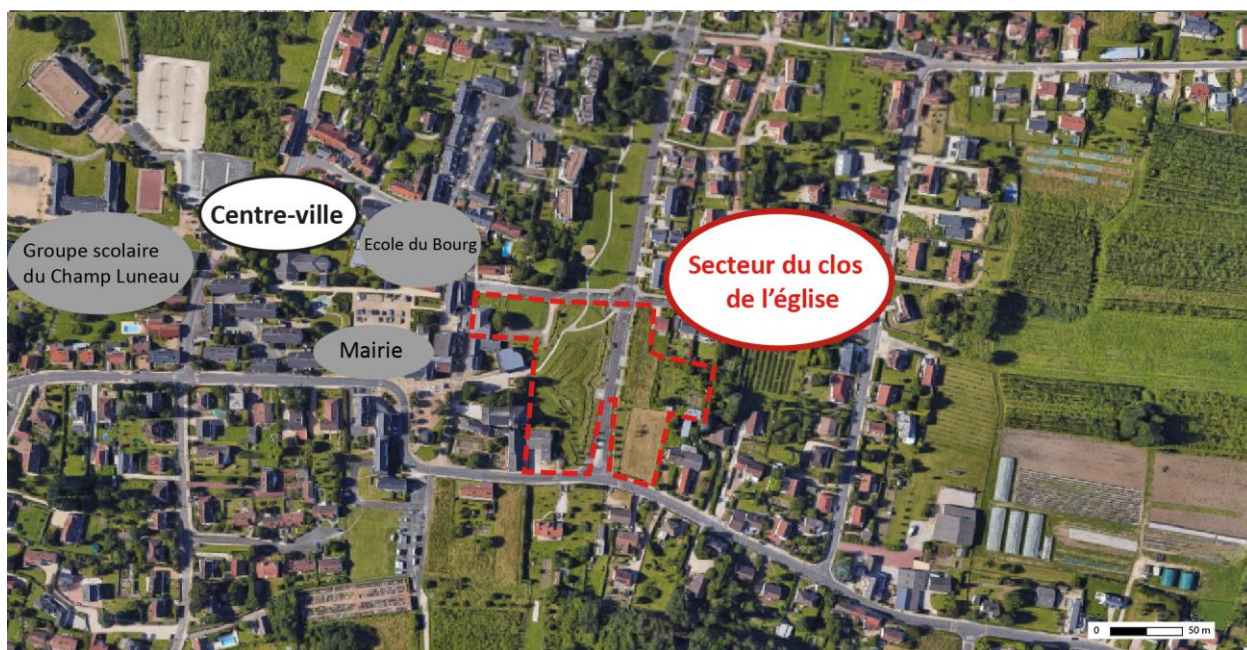 Centre-ville
Groupe scolaire
du Champ Luneau
Ecole du Bourg
Mairie
Secteur du clos
de l'église
0 50 m